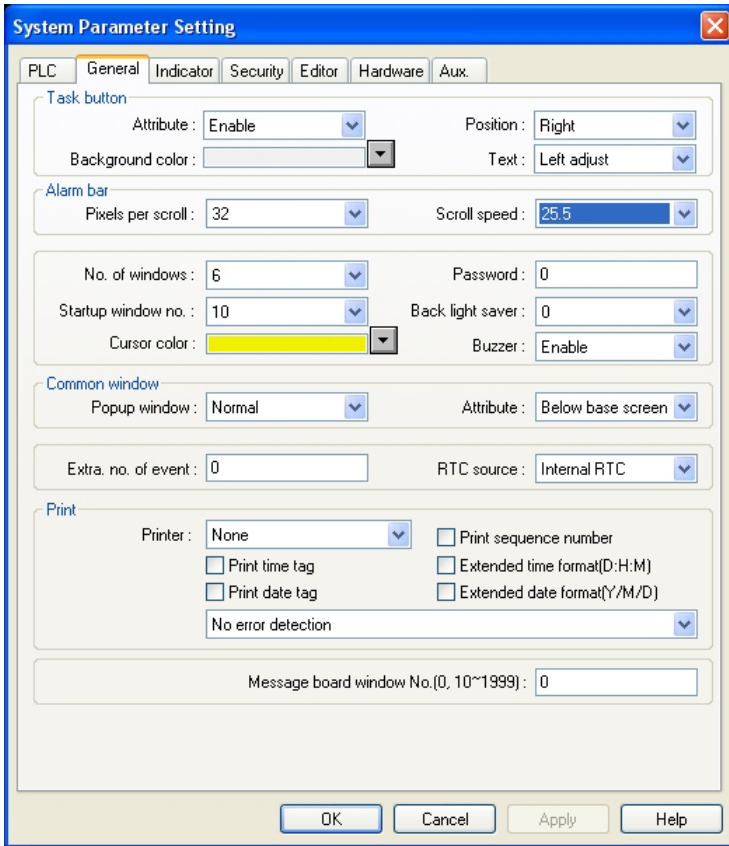 System Parameter Setting
PLC General Indicator Security Editor Hardware Aux.
Task button
Attribute : Enable Position : Right
Background color : Text : Left adjust
Alarm bar
Pixels per scroll : 32 Scroll speed : 25.5
No. of windows : 6 Password : 0
Startup window no. : 10 Back light saver : 0
Cursor color : Buzzer : Enable
Common window
Popup window : Normal Attribute : Below base screen
Extra. no. of event : 0 RTC source : Internal RTC
Print
Printer : None Print sequence number
Print time tag Extended time format(D:H:M)
Print date tag Extended date format(Y/M/D)
No error detection
Message board window No.(0, 10~1999) : 0
OK Cancel Apply Help